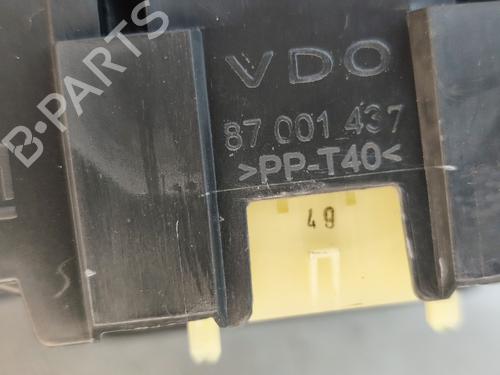 B-PARTS
VDO
87 001 437
>PP-T40<
49